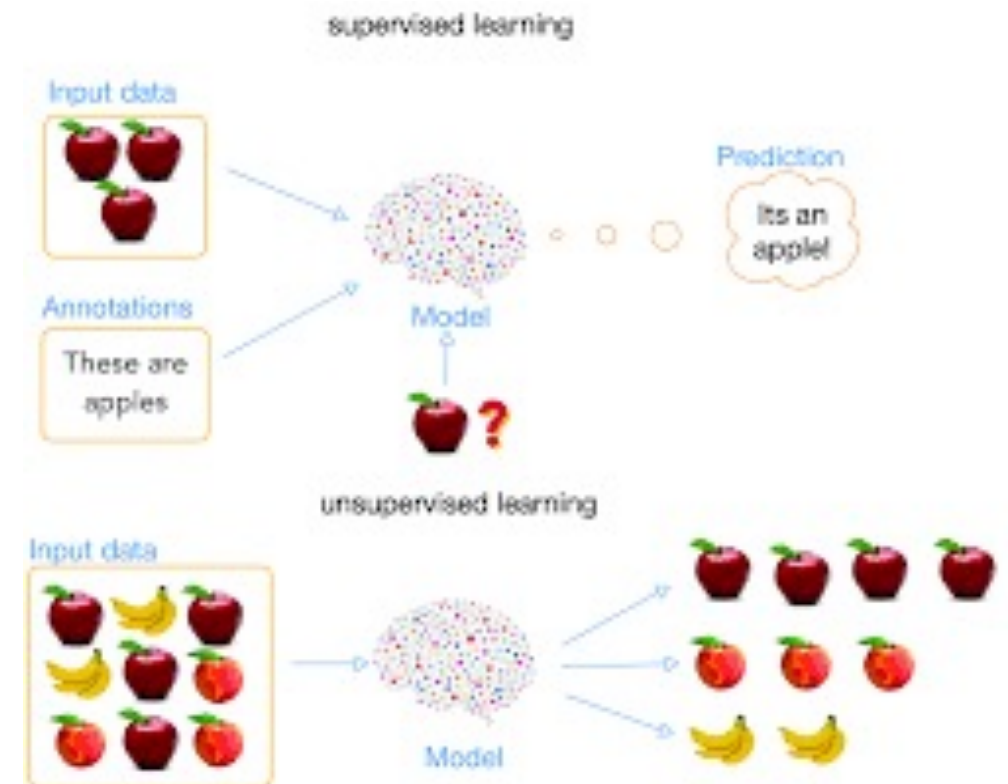 supervised learning
Input data
Prediction
Its an
apple!
Annotations
These are
apples
Model
?
unsupervised learning
Input data
Model